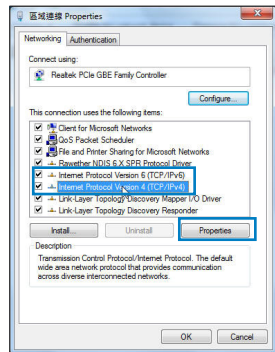 區域連線 Properties
Networking Authentication
Connect using:
Realtek PCIe GBE Family Controller
Configure...
This connection uses the following items:
Client for Microsoft Networks
QoS Packet Scheduler
File and Printer Sharing for Microsoft Networks
Rawether NDIS 6.X SPR Protocol Driver
Internet Protocol Version 6 (TCP/IPv6)
Internet Protocol Version 4 (TCP/IPv4)
Link-Layer Topology Discovery Mapper I/O Driver
Link-Layer Topology Discovery Responder
Install... Uninstall Properties
Description
Transmission Control Protocol/Internet Protocol. The default
wide area network protocol that provides communication
across diverse interconnected networks.
OK Cancel